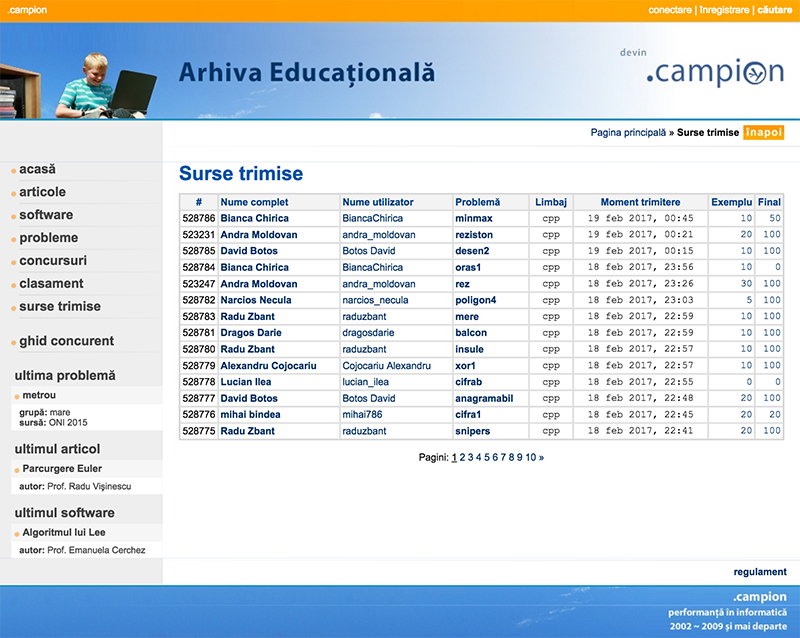 .campion
conectare | înregistrare | căutare
Arhiva Educațională
devin
.campion
Pagina principală » Surse trimise înapoi
acasă
articole
software
probleme
concursuri
clasament
surse trimise
ghid concurent
ultima problemă
metrou
grupă: mare
sursă: ONI 2015
ultimul articol
Parcurgere Euler
autor: Prof. Radu Vişinescu
ultimul software
Algoritmul lui Lee
autor: Prof. Emanuela Cerchez
Surse trimise
# Nume complet Nume utilizator Problemă Limbaj Moment trimitere Exemplu Final
528786 Bianca Chirica BiancaChirica minmax cpp 19 feb 2017, 00:45 10 50
523231 Andra Moldovan andra_moldovan reziston cpp 19 feb 2017, 00:21 20 100
528785 David Botos Botos David desen2 cpp 19 feb 2017, 00:15 10 100
528784 Bianca Chirica BiancaChirica oras1 cpp 18 feb 2017, 23:56 10 0
523247 Andra Moldovan andra_moldovan rez cpp 18 feb 2017, 23:26 30 100
528782 Narcios Necula narcios_necula poligon4 cpp 18 feb 2017, 23:03 5 100
528783 Radu Zbant raduzbant mere cpp 18 feb 2017, 22:59 10 100
528781 Dragos Darie dragosdarie balcon cpp 18 feb 2017, 22:59 10 100
528780 Radu Zbant raduzbant insule cpp 18 feb 2017, 22:57 10 100
528779 Alexandru Cojocariu Cojocariu Alexandru xor1 cpp 18 feb 2017, 22:57 10 100
528778 Lucian Ilea lucian_ilea cifrab cpp 18 feb 2017, 22:55 0 0
528777 David Botos Botos David anagramabil cpp 18 feb 2017, 22:48 20 100
528776 mihai bindea mihai786 cifra1 cpp 18 feb 2017, 22:45 20 20
528775 Radu Zbant raduzbant snipers cpp 18 feb 2017, 22:41 20 100
Pagini: 1 2 3 4 5 6 7 8 9 10 »
regulament
.campion
performanță în informatică
2002 ~ 2009 și mai departe